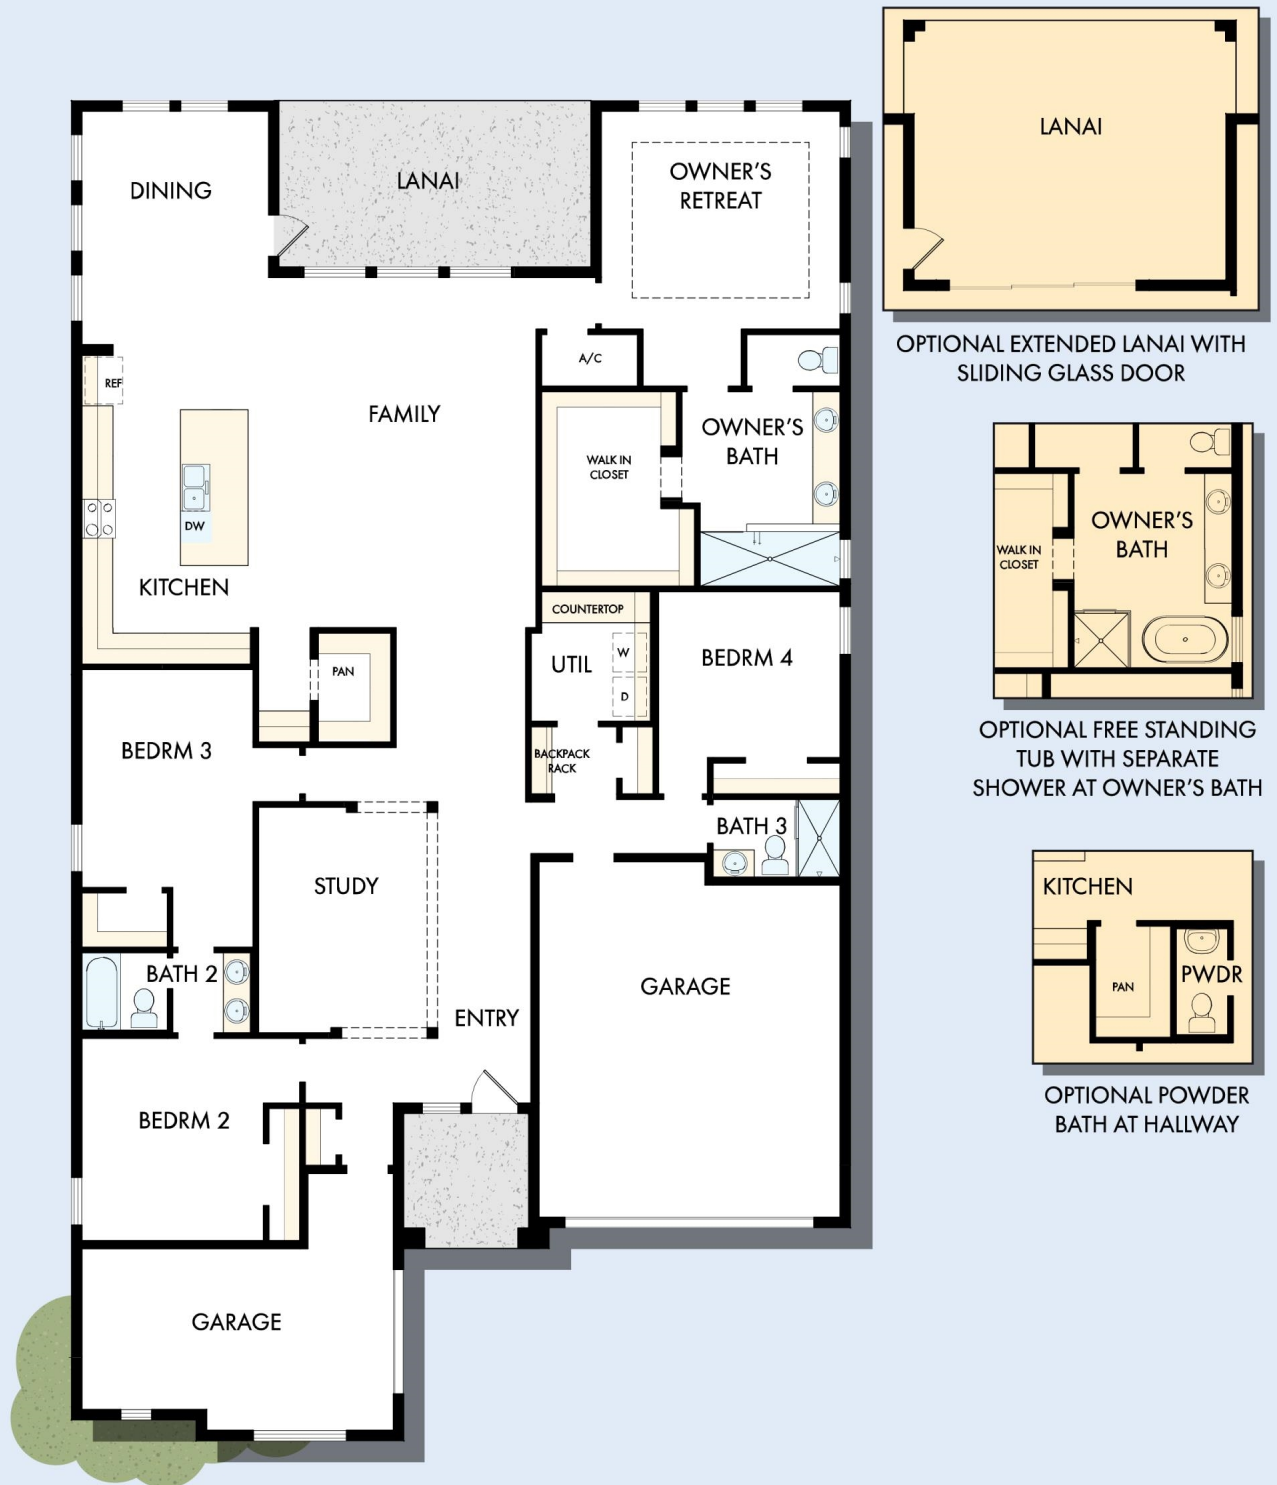 DINING
LANAI
OWNER'S
RETREAT
A/C
REF
FAMILY
OWNER'S
BATH
WALK IN
CLOSET
DW
KITCHEN
COUNTERTOP
W
UTIL
D
BEDRM 4
PAN
BEDRM 3
BACKPACK
RACK
BATH 3
STUDY
BATH 2
GARAGE
ENTRY
BEDRM 2
GARAGE
LANAI
OPTIONAL EXTENDED LANAI WITH
SLIDING GLASS DOOR
OWNER'S
BATH
WALK IN
CLOSET
OPTIONAL FREE STANDING
TUB WITH SEPARATE
SHOWER AT OWNER'S BATH
KITCHEN
PAN
PWDR
OPTIONAL POWDER
BATH AT HALLWAY